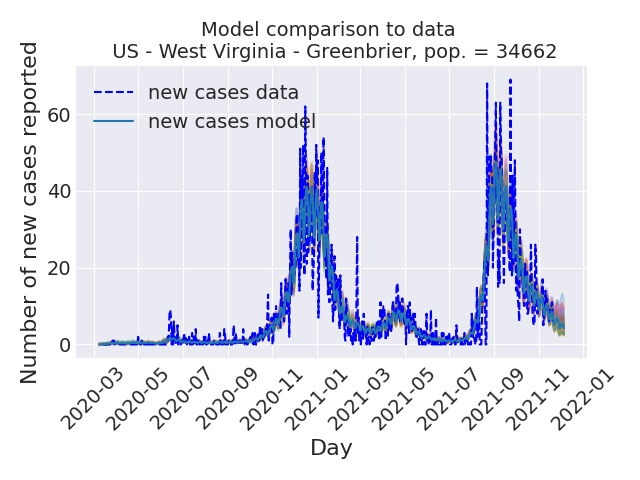 Model comparison to data
US - West Virginia - Greenbrier, pop. = 34662
Number of new cases reported
60
40
20
0
new cases data
new cases model
2020-03
2020-05
2020-07
2020-09
2020-11
2021-01
2021-03
2021-05
2021-07
2021-09
2021-11
2022-01
Day